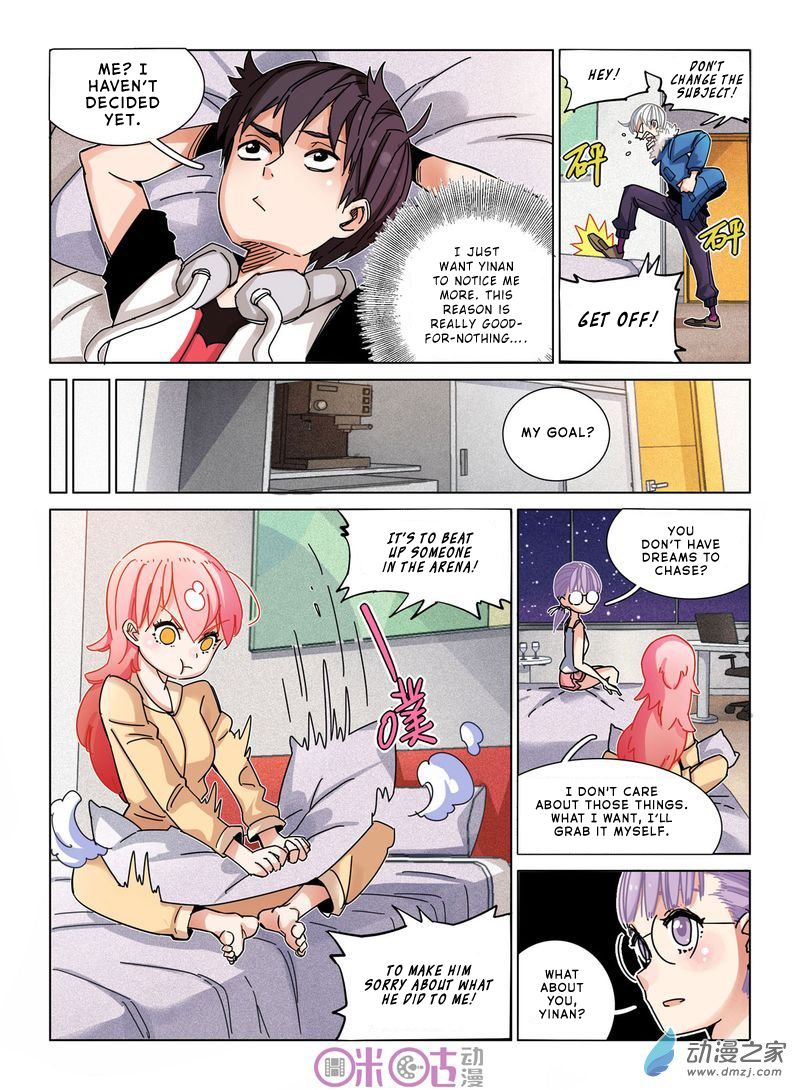 ME? I
HAVEN'T
DECIDED
YET.
I JUST
WANT YINAN
TO NOTICE ME
MORE. THIS
REASON IS
REALLY GOOD-
FOR-NOTHING....
HEY!
DON'T
CHANGE THE
SUBJECT!
砰
砰
GET OFF!
MY GOAL?
IT'S TO BEAT
UP SOMEONE
IN THE ARENA!
噗
TO MAKE HIM
SORRY ABOUT WHAT
HE DID TO ME!
YOU
DON'T HAVE
DREAMS TO
CHASE?
I DON'T CARE
ABOUT THOSE THINGS.
WHAT I WANT, I'LL
GRAB IT MYSELF.
WHAT
ABOUT
YOU,
YINAN?
咪咕动漫
动漫之家
www.dmzj.com